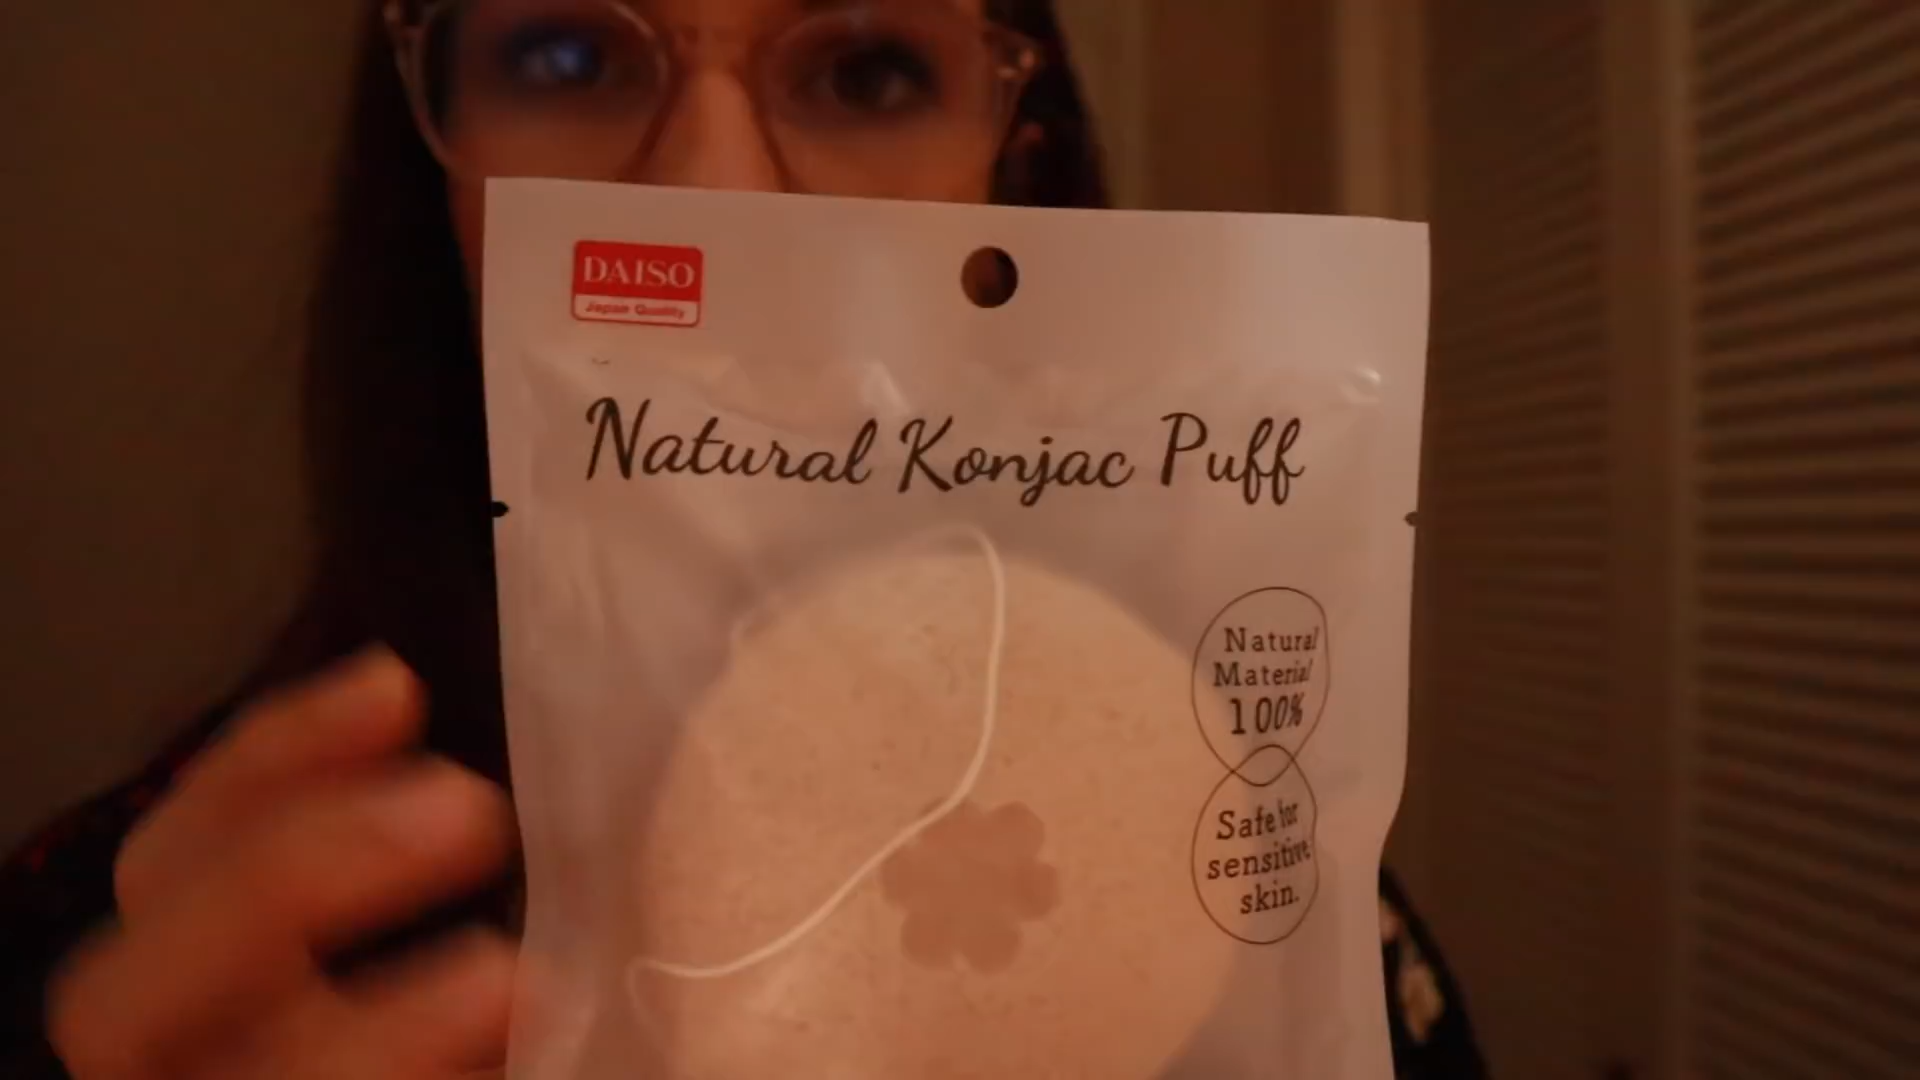 DAISO
Japan Quality
Natural Konjac Puff
Natural
Material
100%
Safe for
sensitive
skin.